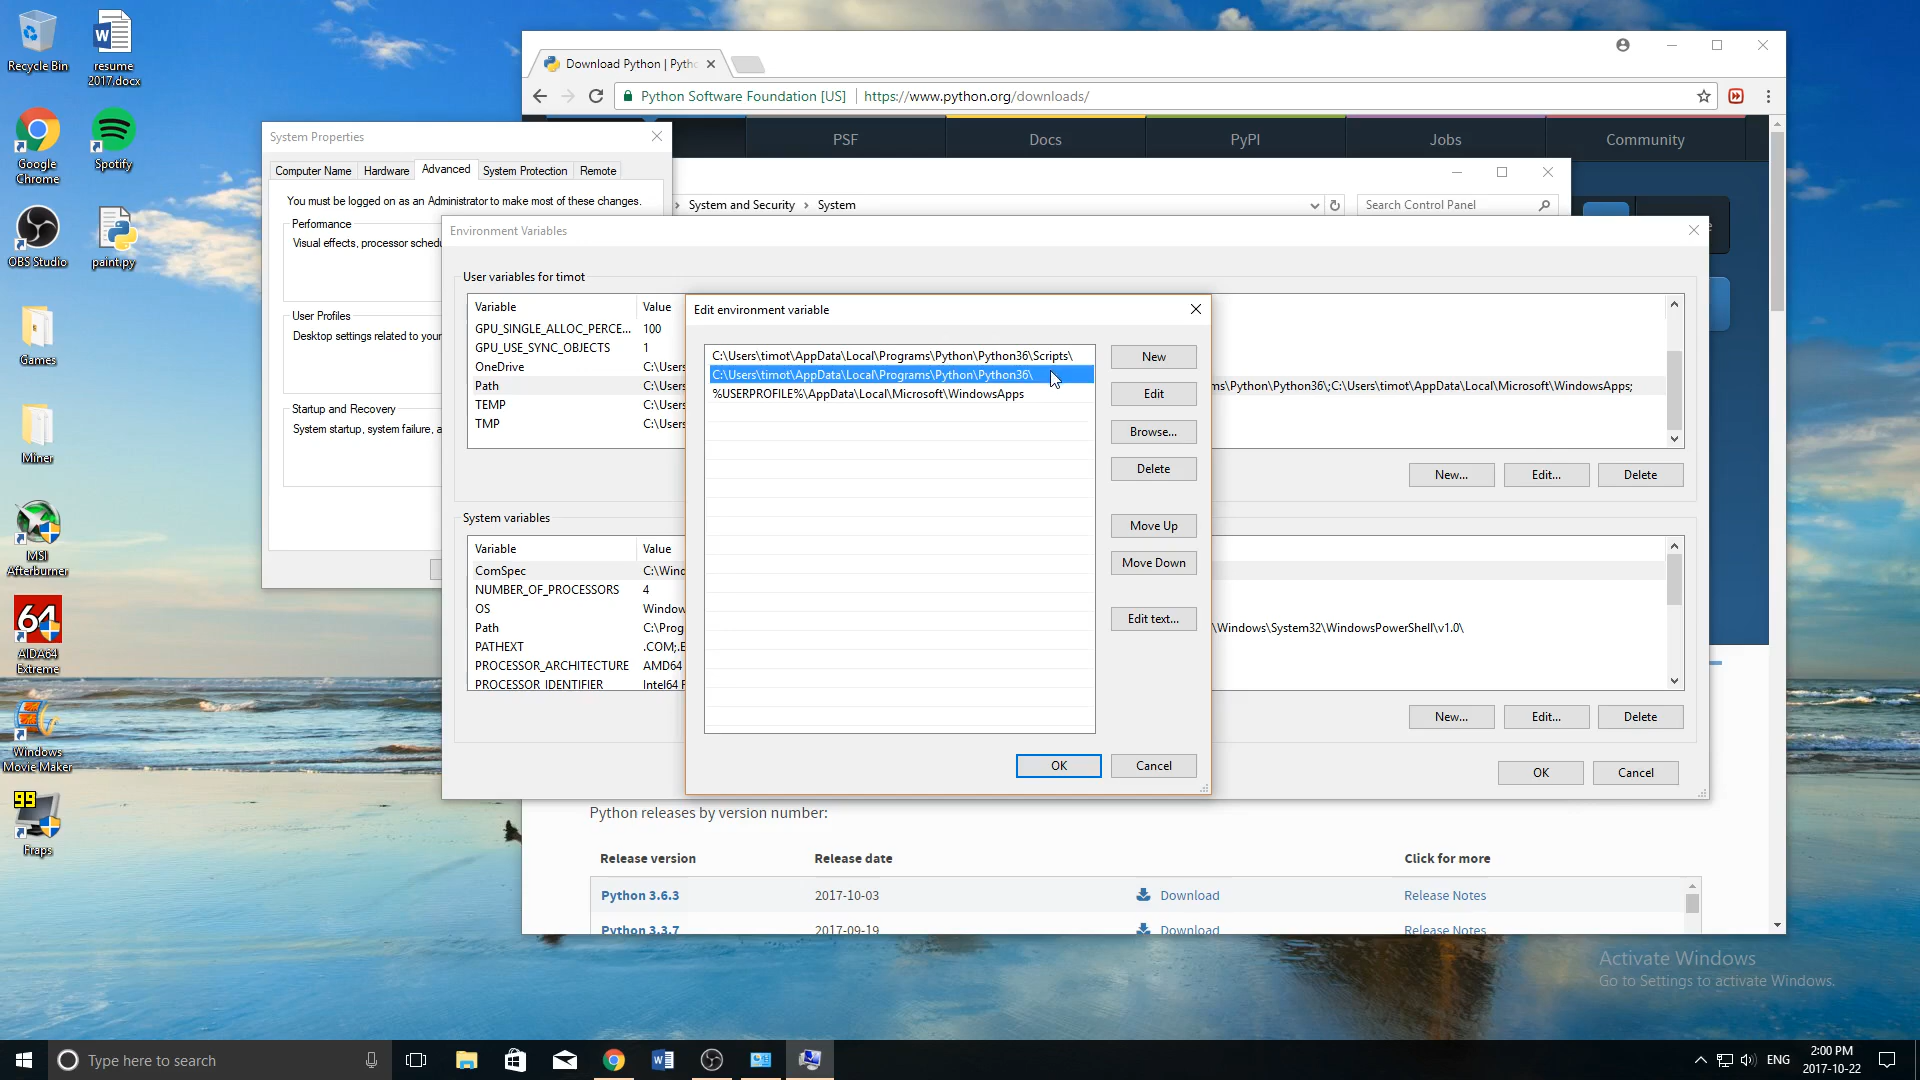 Recycle Bin
resume 2017.docx
Google Chrome
Spotify
OBS Studio
paint.py
Games
Miner
MSI Afterburner
64
AIDA64 Extreme
Windows Movie Maker
99
Fraps
Download Python | Pytho
Python Software Foundation [US]
https://www.python.org/downloads/
PSF
Docs
PyPI
Jobs
Community
System Properties
Computer Name
Hardware
Advanced
System Protection
Remote
You must be logged on as an Administrator to make most of these changes.
Performance
Visual effects, processor schedu
User Profiles
Desktop settings related to your
Startup and Recovery
System startup, system failure, a
> System and Security > System
Search Control Panel
Environment Variables
User variables for timot
Variable Value
GPU_SINGLE_ALLOC_PERCE... 100
GPU_USE_SYNC_OBJECTS 1
OneDrive C:\Users
Path C:\Users
ms\Python\Python36\;C:\Users\timot\AppData\Local\Microsoft\WindowsApps;
TEMP C:\Users
TMP C:\Users
New...
Edit...
Delete
System variables
Variable Value
ComSpec C:\Wind
NUMBER_OF_PROCESSORS 4
OS Window
Path C:\Prog
\Windows\System32\WindowsPowerShell\v1.0\
PATHEXT .COM;.E
PROCESSOR_ARCHITECTURE AMD64
PROCESSOR_IDENTIFIER Intel64 F
New...
Edit...
Delete
OK
Cancel
Edit environment variable
C:\Users\timot\AppData\Local\Programs\Python\Python36\Scripts\
C:\Users\timot\AppData\Local\Programs\Python\Python36\
%USERPROFILE%\AppData\Local\Microsoft\WindowsApps
New
Edit
Browse...
Delete
Move Up
Move Down
Edit text...
OK
Cancel
Python releases by version number:
Release version Release date Click for more
Python 3.6.3 2017-10-03 Download Release Notes
Python 3.3.7 2017-09-19 Download Release Notes
Activate Windows
Go to Settings to activate Windows.
Type here to search
ENG
2:00 PM
2017-10-22